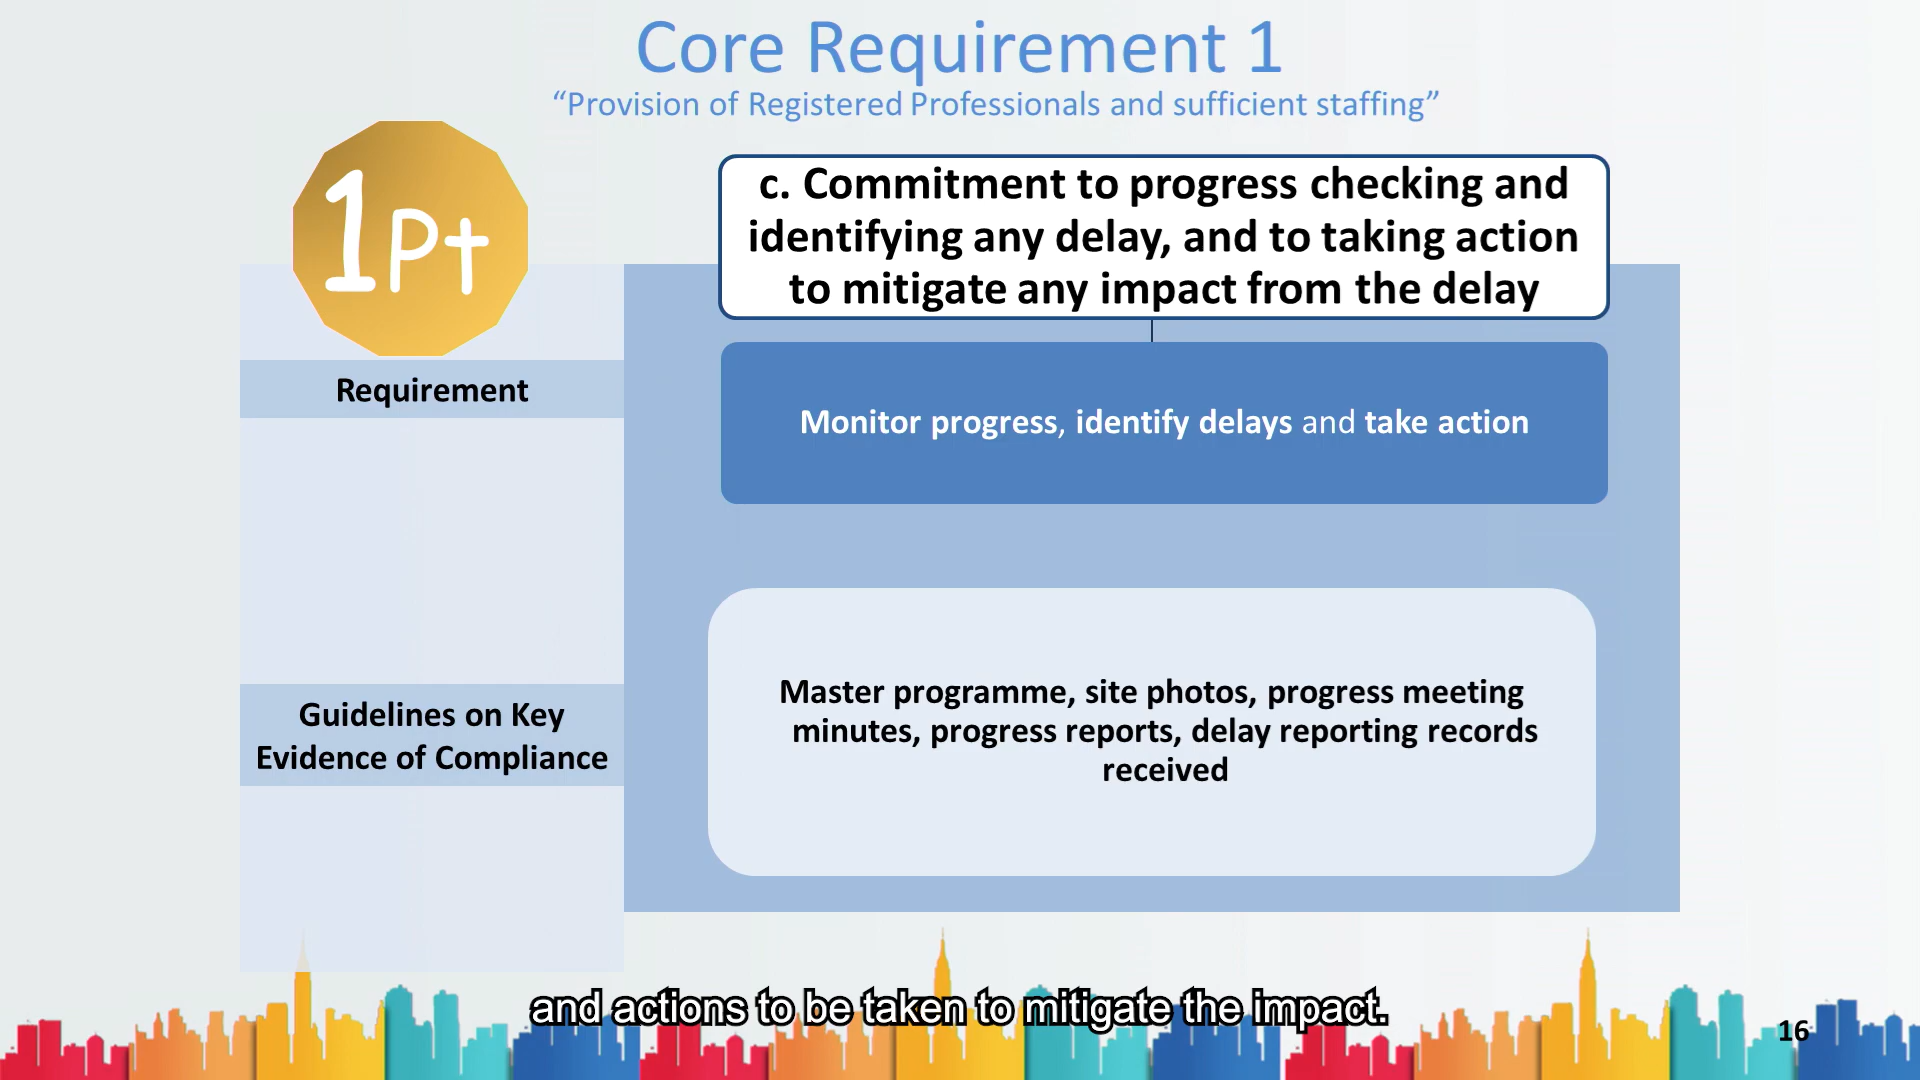 Core Requirement 1
“Provision of Registered Professionals and sufficient staffing”
1Pt
c. Commitment to progress checking and
identifying any delay, and to taking action
to mitigate any impact from the delay
Requirement
Monitor progress, identify delays and take action
Guidelines on Key
Evidence of Compliance
Master programme, site photos, progress meeting
minutes, progress reports, delay reporting records
received
and actions to be taken to mitigate the impact.
16